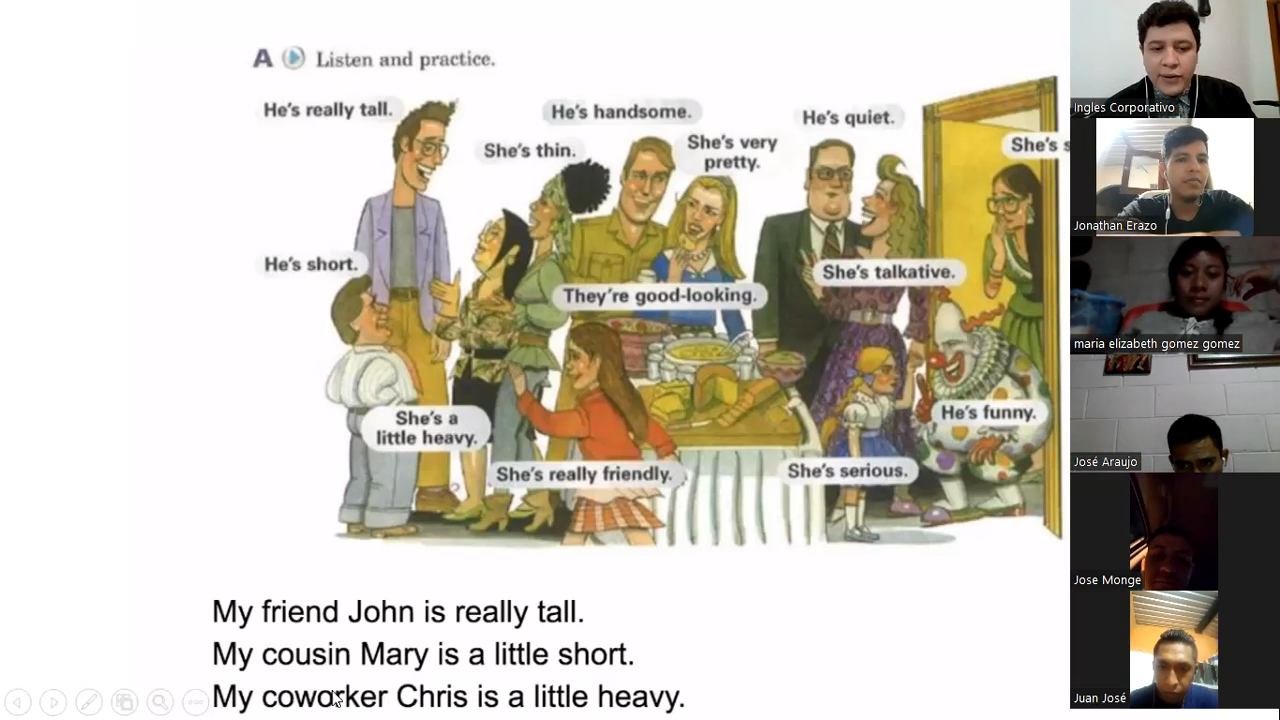 A Listen and practice.
He's really tall.
He's handsome.
He's quiet.
She's thin.
She's very
pretty.
She's
He's short.
She's talkative.
They're good-looking.
She's a
little heavy.
He's funny.
She's really friendly.
She's serious.
My friend John is really tall.
My cousin Mary is a little short.
My coworker Chris is a little heavy.
Ingles Corporativo
Jonathan Erazo
maria elizabeth gomez gomez
José Araujo
Jose Monge
Juan José